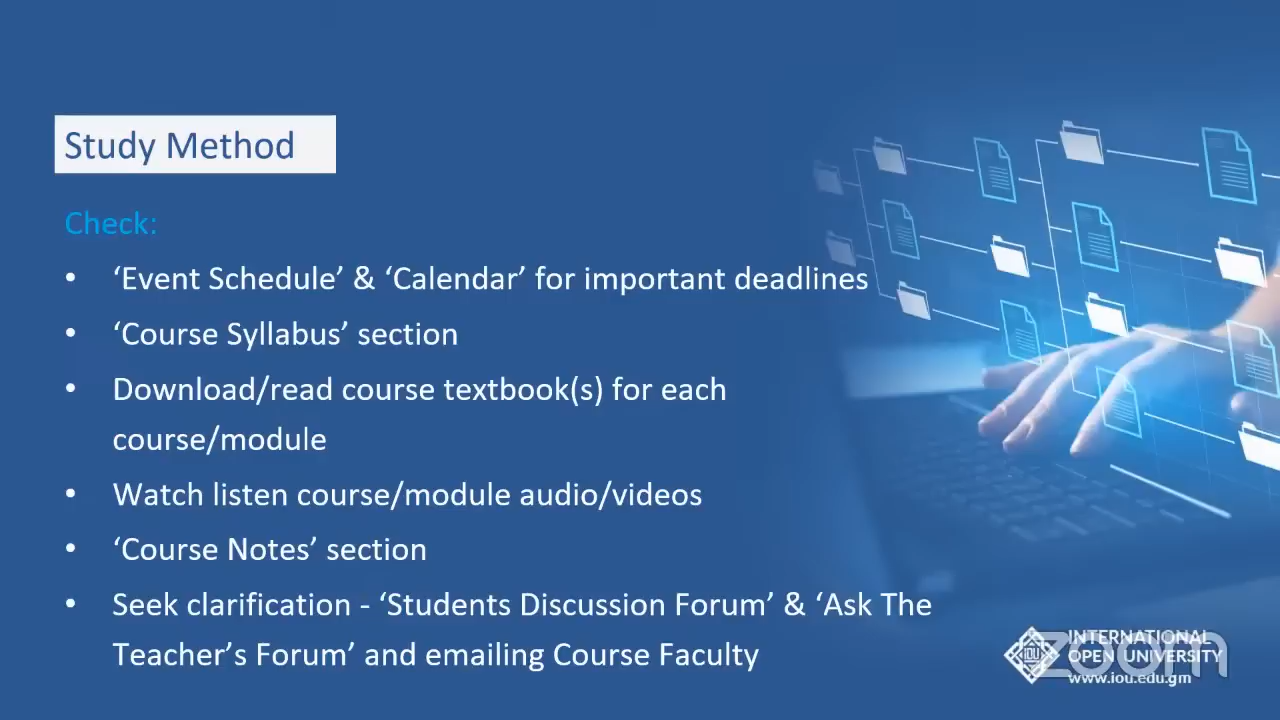 Study Method
Check:
• ‘Event Schedule’ & ‘Calendar’ for important deadlines
• ‘Course Syllabus’ section
• Download/read course textbook(s) for each
course/module
• Watch listen course/module audio/videos
• ‘Course Notes’ section
• Seek clarification - ‘Students Discussion Forum’ & ‘Ask The
Teacher’s Forum’ and emailing Course Faculty
IOU
INTERNATIONAL
OPEN UNIVERSITY
www.iou.edu.gm
zoom